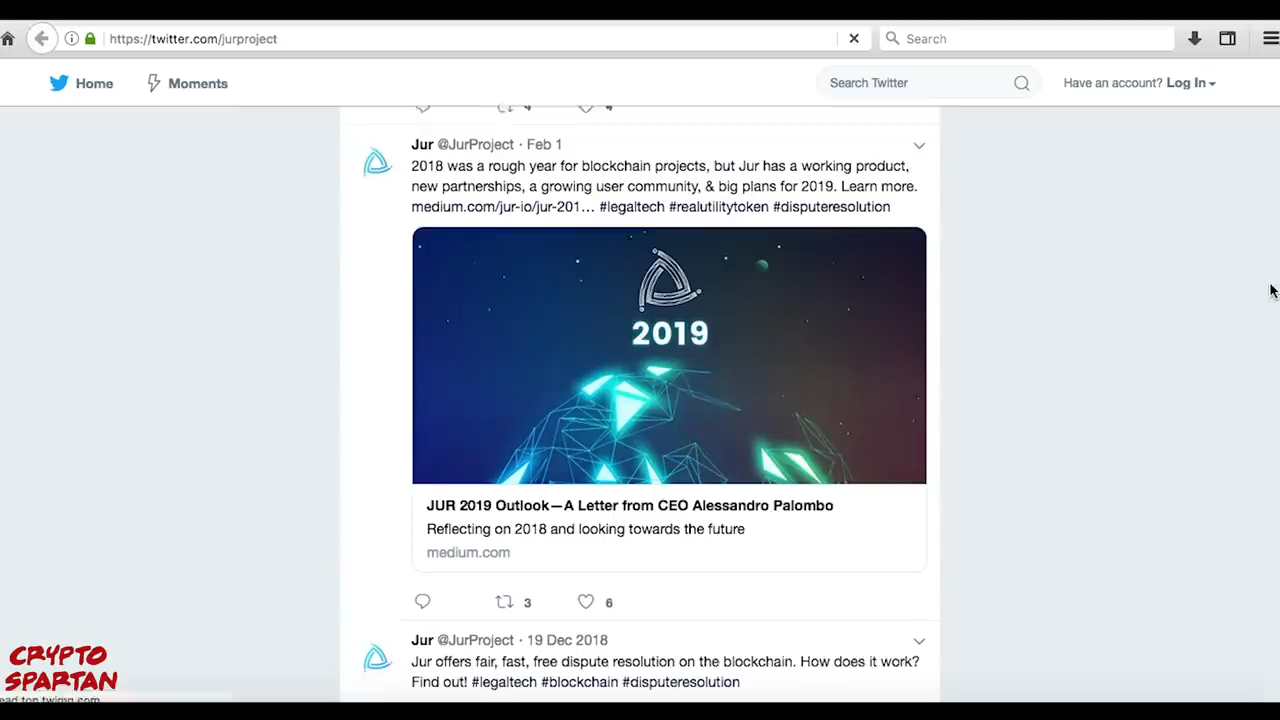 https://twitter.com/jurproject
Search
Home
Moments
Search Twitter
Have an account? Log In
4
4
Jur @JurProject · Feb 1
2018 was a rough year for blockchain projects, but Jur has a working product,
new partnerships, a growing user community, & big plans for 2019. Learn more.
medium.com/jur-io/jur-201... #legaltech #realutilitytoken #disputeresolution
2019
JUR 2019 Outlook—A Letter from CEO Alessandro Palombo
Reflecting on 2018 and looking towards the future
medium.com
3
6
Jur @JurProject · 19 Dec 2018
Jur offers fair, fast, free dispute resolution on the blockchain. How does it work?
Find out! #legaltech #blockchain #disputeresolution
CRYPTO
SPARTAN